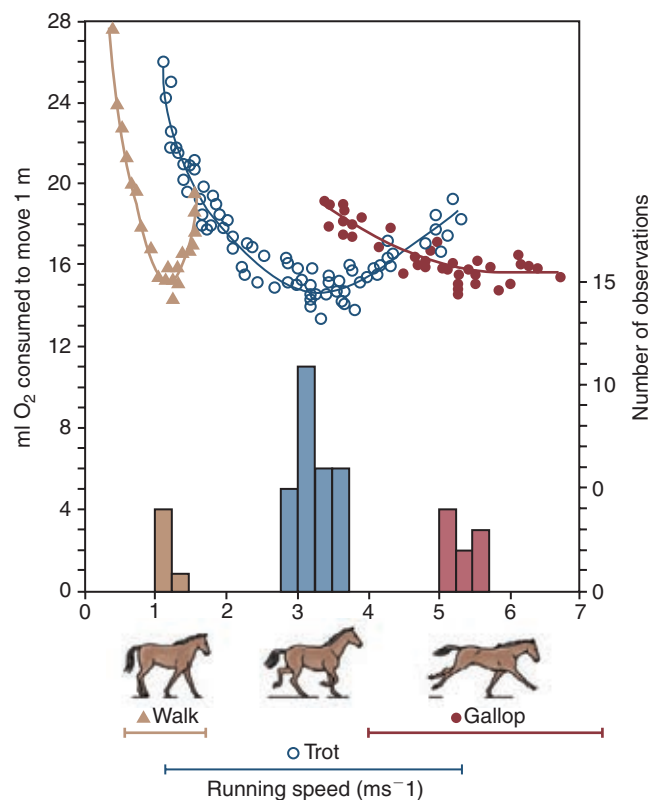 28
24
20
16
12
8
4
0
ml O₂ consumed to move 1 m
15
10
0
0
Number of observations
0 1 2 3 4 5 6 7
Walk
Gallop
Trot
Running speed (ms⁻1)